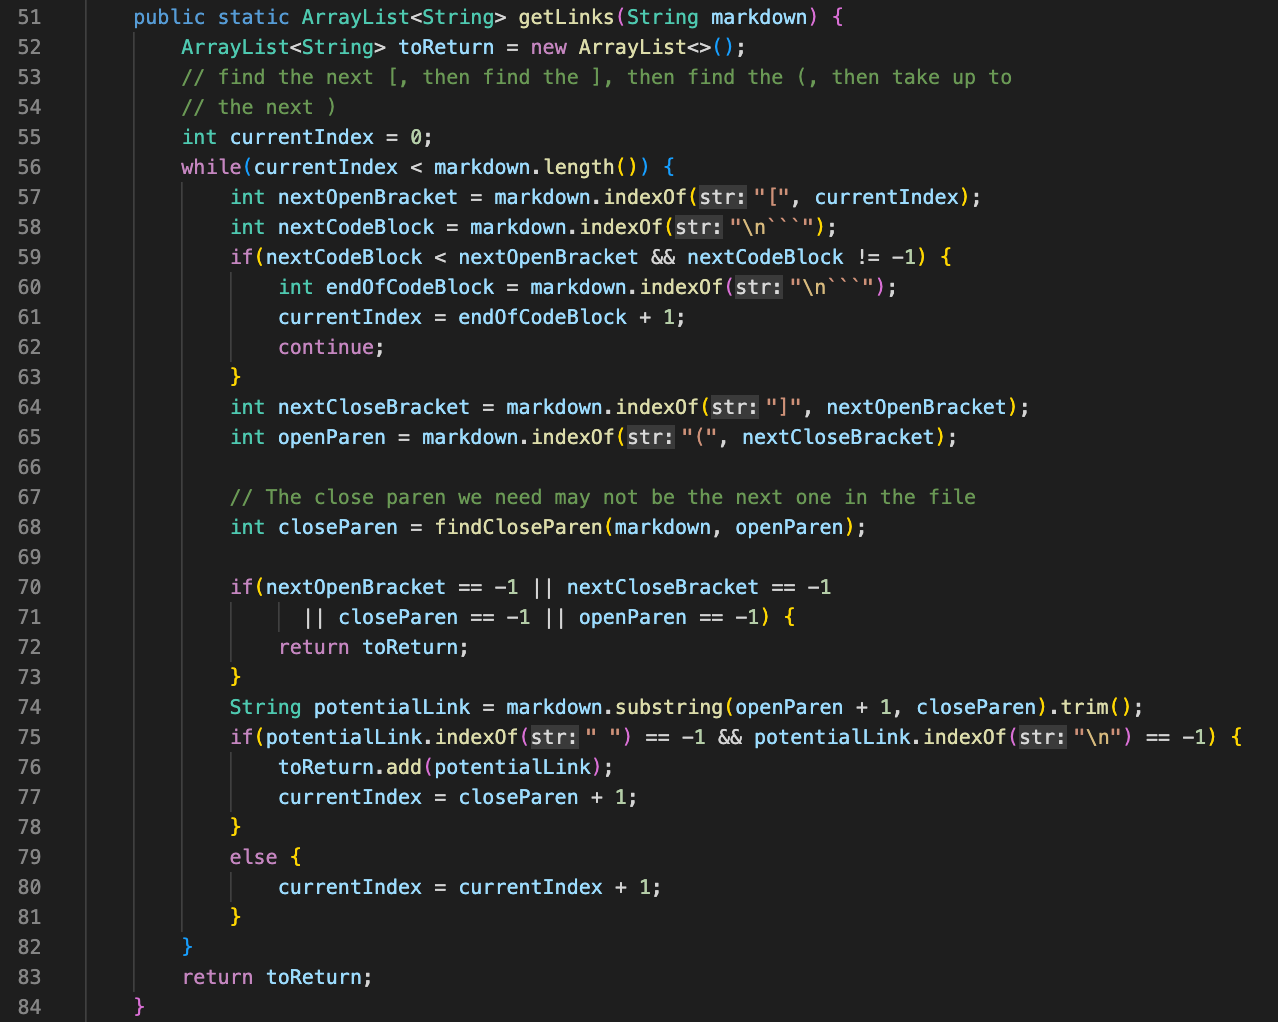 51 public static ArrayList<String> getLinks(String markdown) {
52 ArrayList<String> toReturn = new ArrayList<>();
53 // find the next [, then find the ], then find the (, then take up to
54 // the next )
55 int currentIndex = 0;
56 while(currentIndex < markdown.length()) {
57 int nextOpenBracket = markdown.indexOf(str: "[", currentIndex);
58 int nextCodeBlock = markdown.indexOf(str: "\n```");
59 if(nextCodeBlock < nextOpenBracket && nextCodeBlock != -1) {
60 int endOfCodeBlock = markdown.indexOf(str: "\n```");
61 currentIndex = endOfCodeBlock + 1;
62 continue;
63 }
64 int nextCloseBracket = markdown.indexOf(str: "]", nextOpenBracket);
65 int openParen = markdown.indexOf(str: "(", nextCloseBracket);
66
67 // The close paren we need may not be the next one in the file
68 int closeParen = findCloseParen(markdown, openParen);
69
70 if(nextOpenBracket == -1 || nextCloseBracket == -1
71 || closeParen == -1 || openParen == -1) {
72 return toReturn;
73 }
74 String potentialLink = markdown.substring(openParen + 1, closeParen).trim();
75 if(potentialLink.indexOf(str: " ") == -1 && potentialLink.indexOf(str: "\n") == -1) {
76 toReturn.add(potentialLink);
77 currentIndex = closeParen + 1;
78 }
79 else {
80 currentIndex = currentIndex + 1;
81 }
82 }
83 return toReturn;
84 }